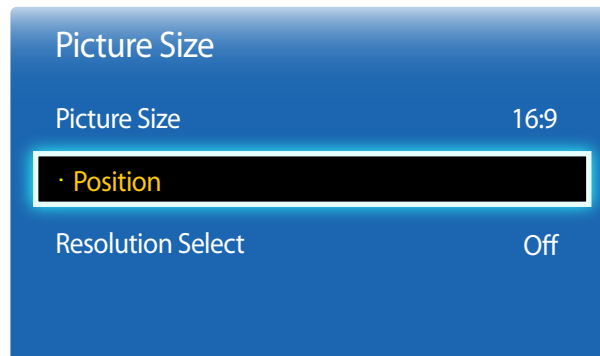 Picture Size
Picture Size 16:9
· Position
Resolution Select Off